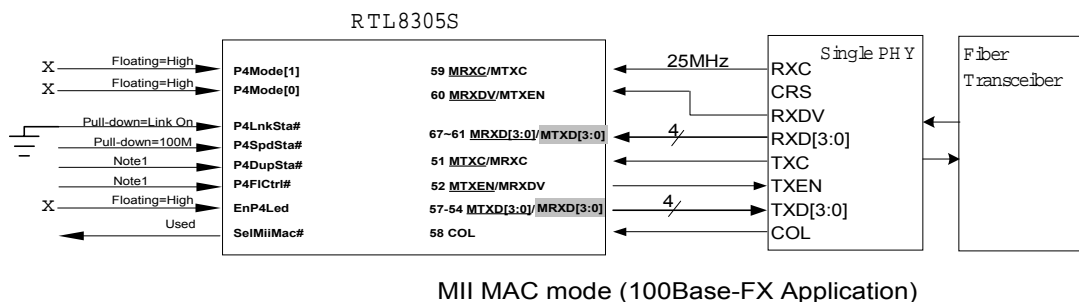 RTL8305S
X Floating=High P4Mode[1]
X Floating=High P4Mode[0]
Pull-down=Link On P4LnkSta#
Pull-down=100M P4SpdSta#
Note1 P4DupSta#
Note1 P4FlCtrl#
X Floating=High EnP4Led
Used SelMiiMac#
59 MRXC/MTXC
60 MRXDV/MTXEN
67~61 MRXD[3:0]/MTXD[3:0]
51 MTXC/MRXC
52 MTXEN/MRXDV
57-54 MTXD[3:0]/MRXD[3:0]
58 COL
25MHz
4
4
Single PHY
RXC
CRS
RXDV
RXD[3:0]
TXC
TXEN
TXD[3:0]
COL
Fiber
Transceiber
MII MAC mode (100Base-FX Application)